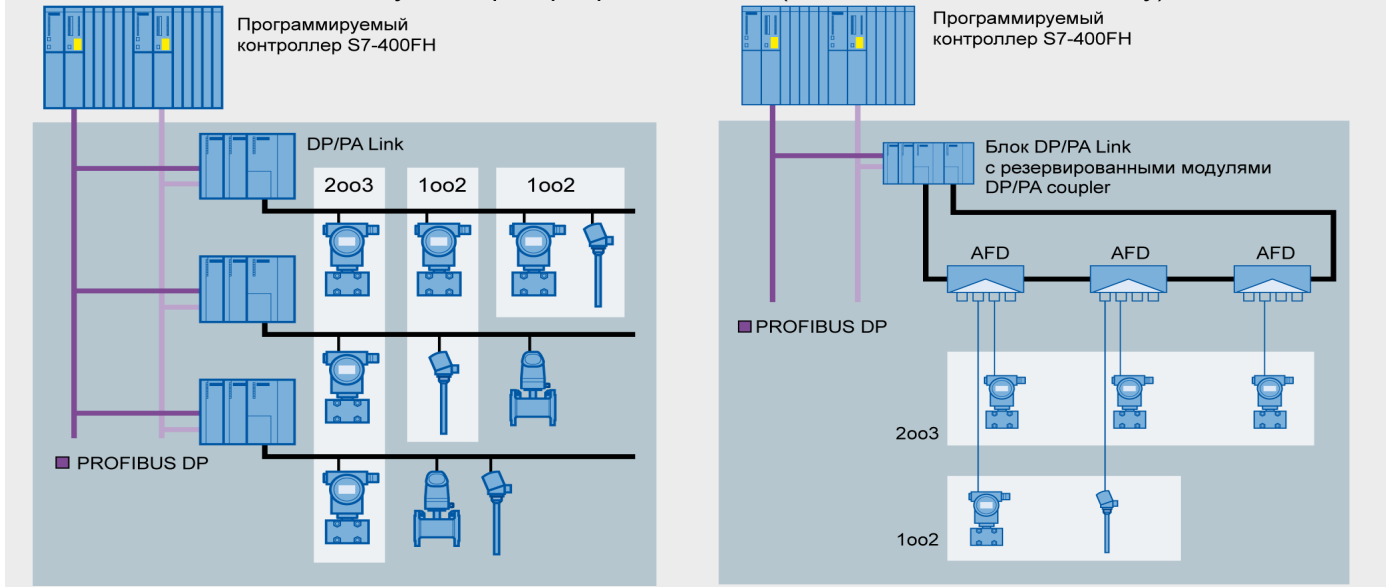 Программируемый
контроллер S7-400FH
DP/PA Link
2oo3
1oo2
1oo2
PROFIBUS DP
Программируемый
контроллер S7-400FH
Блок DP/PA Link
с резервированными модулями
DP/PA coupler
AFD
AFD
AFD
PROFIBUS DP
2oo3
1oo2